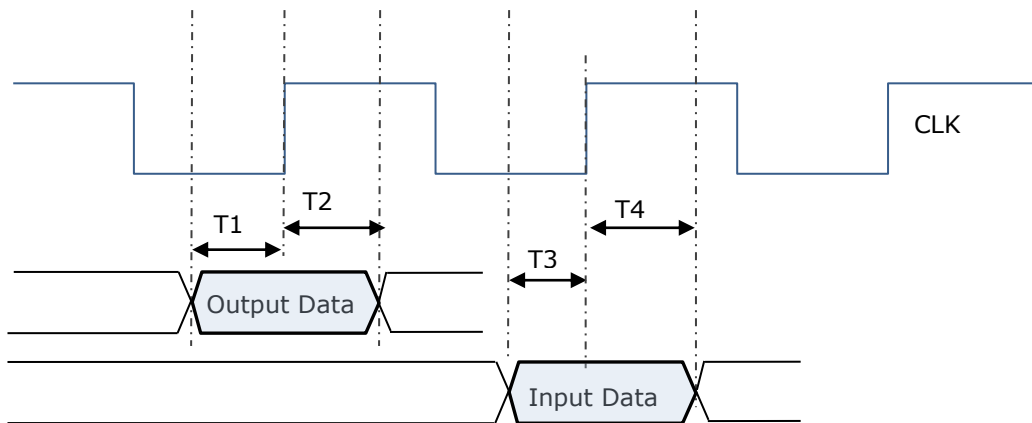 CLK
T1
T2
T3
T4
Output Data
Input Data